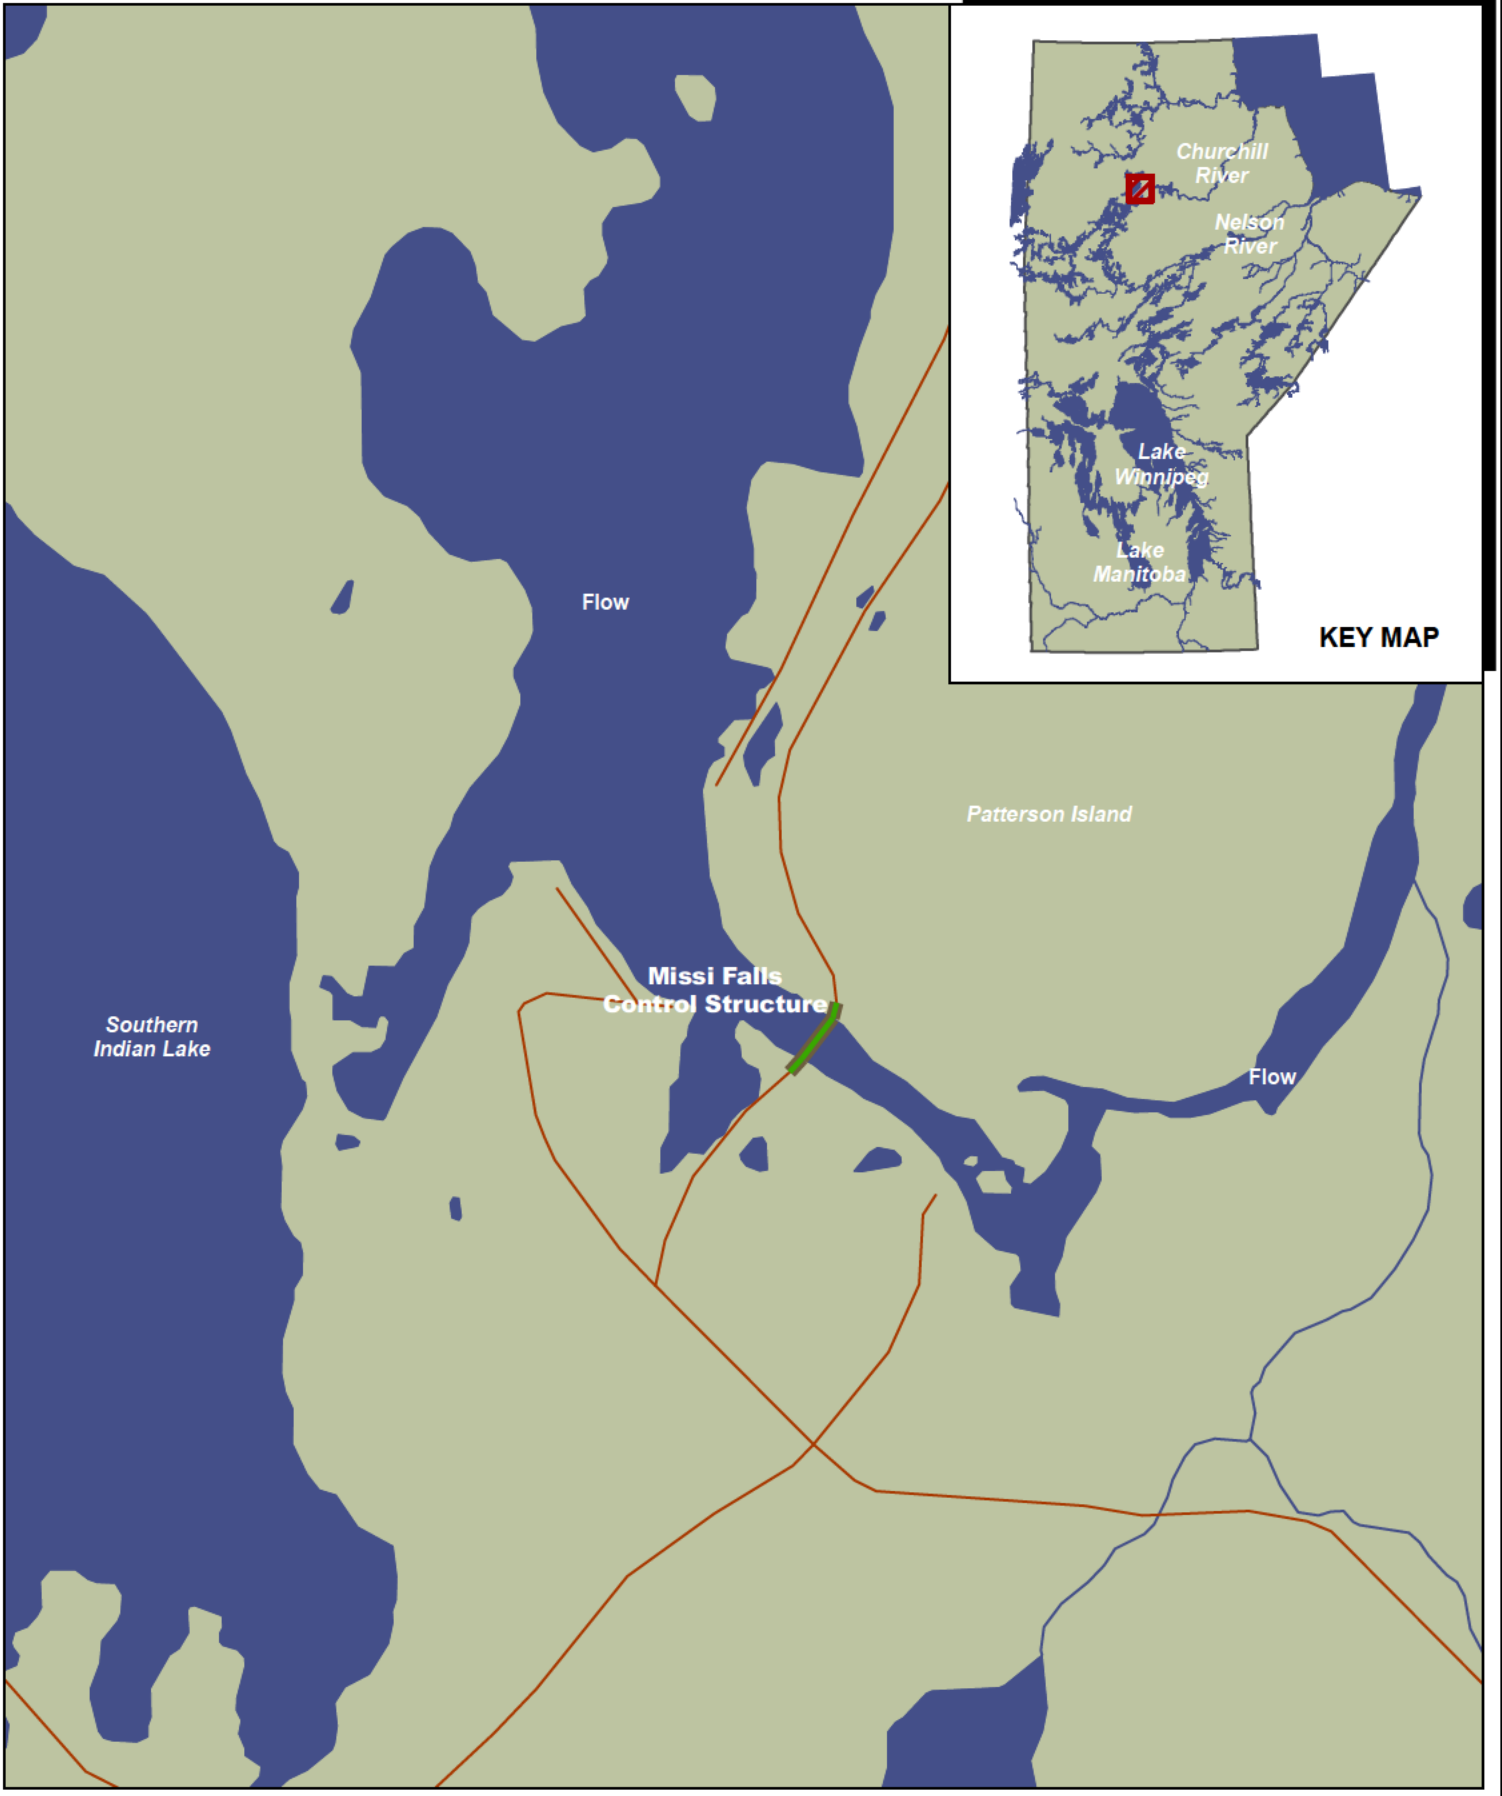 Churchill
River
Nelson
River
Lake
Winnipeg
Lake
Manitoba
KEY MAP
Flow
Patterson Island
Missi Falls
Control Structure
Southern
Indian Lake
Flow